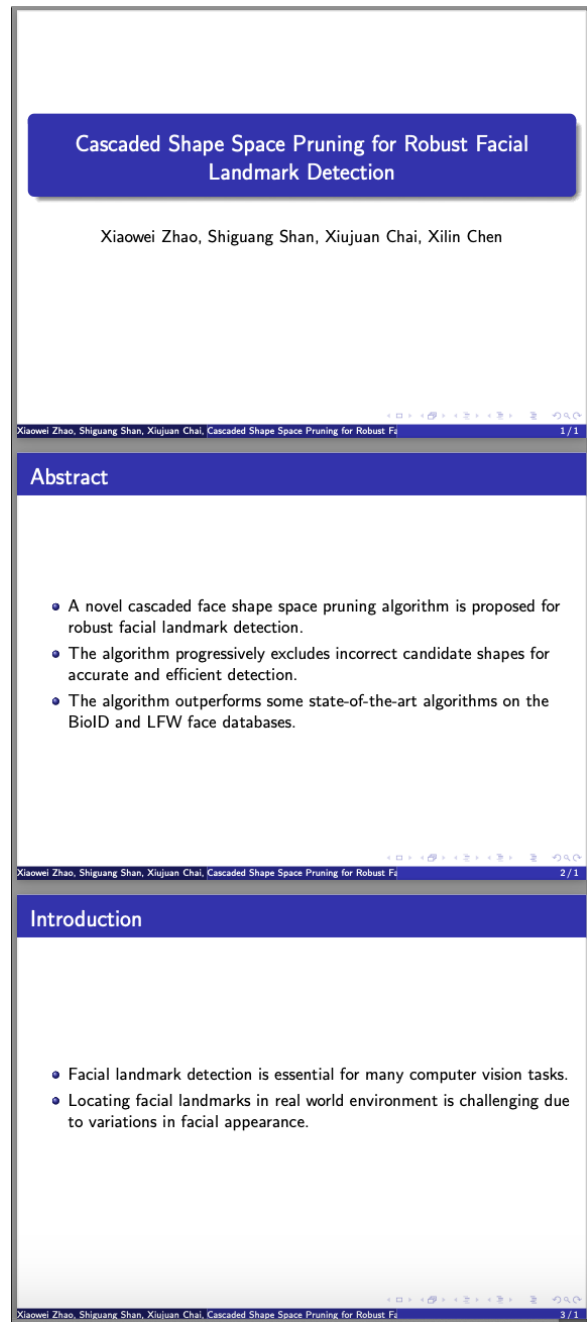 Cascaded Shape Space Pruning for Robust Facial
Landmark Detection
Xiaowei Zhao, Shiguang Shan, Xiujuan Chai, Xilin Chen
Xiaowei Zhao, Shiguang Shan, Xiujuan Chai, Cascaded Shape Space Pruning for Robust Fa 1 / 1
Abstract
A novel cascaded face shape space pruning algorithm is proposed for
robust facial landmark detection.
The algorithm progressively excludes incorrect candidate shapes for
accurate and efficient detection.
The algorithm outperforms some state-of-the-art algorithms on the
BioID and LFW face databases.
Xiaowei Zhao, Shiguang Shan, Xiujuan Chai, Cascaded Shape Space Pruning for Robust Fa 2 / 1
Introduction
Facial landmark detection is essential for many computer vision tasks.
Locating facial landmarks in real world environment is challenging due
to variations in facial appearance.
Xiaowei Zhao, Shiguang Shan, Xiujuan Chai, Cascaded Shape Space Pruning for Robust Fa 3 / 1